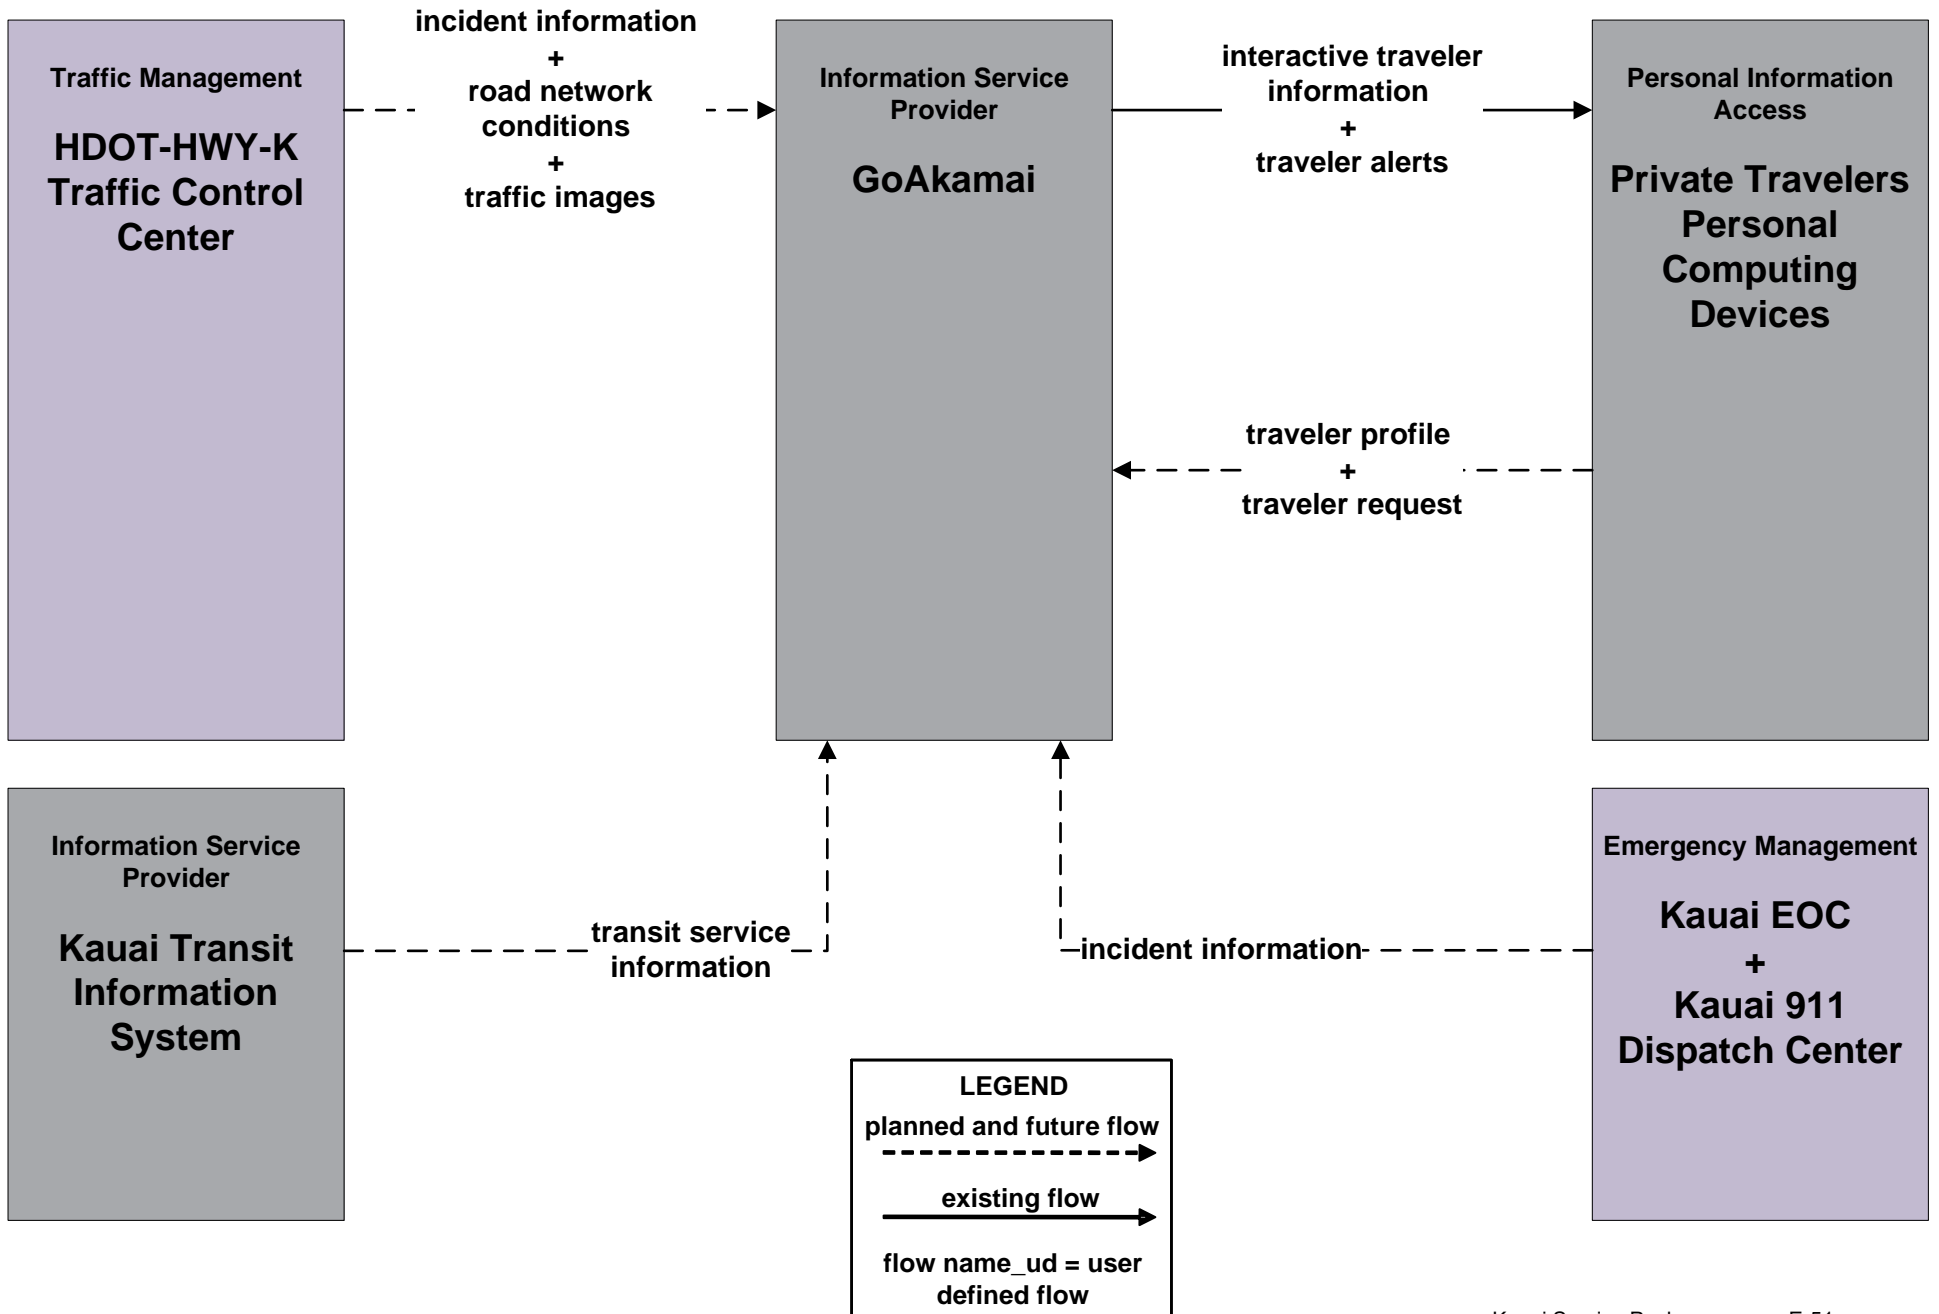 Traffic Management
HDOT-HWY-K
Traffic Control
Center
incident information
+
road network
conditions
+
traffic images
Information Service
Provider
GoAkamai
interactive traveler
information
+
traveler alerts
Personal Information
Access
Private Travelers
Personal
Computing
Devices
traveler profile
+
traveler request
Information Service
Provider
Kauai Transit
Information
System
transit service
information
incident information
Emergency Management
Kauai EOC
+
Kauai 911
Dispatch Center
LEGEND
planned and future flow
existing flow
flow name_ud = user
defined flow